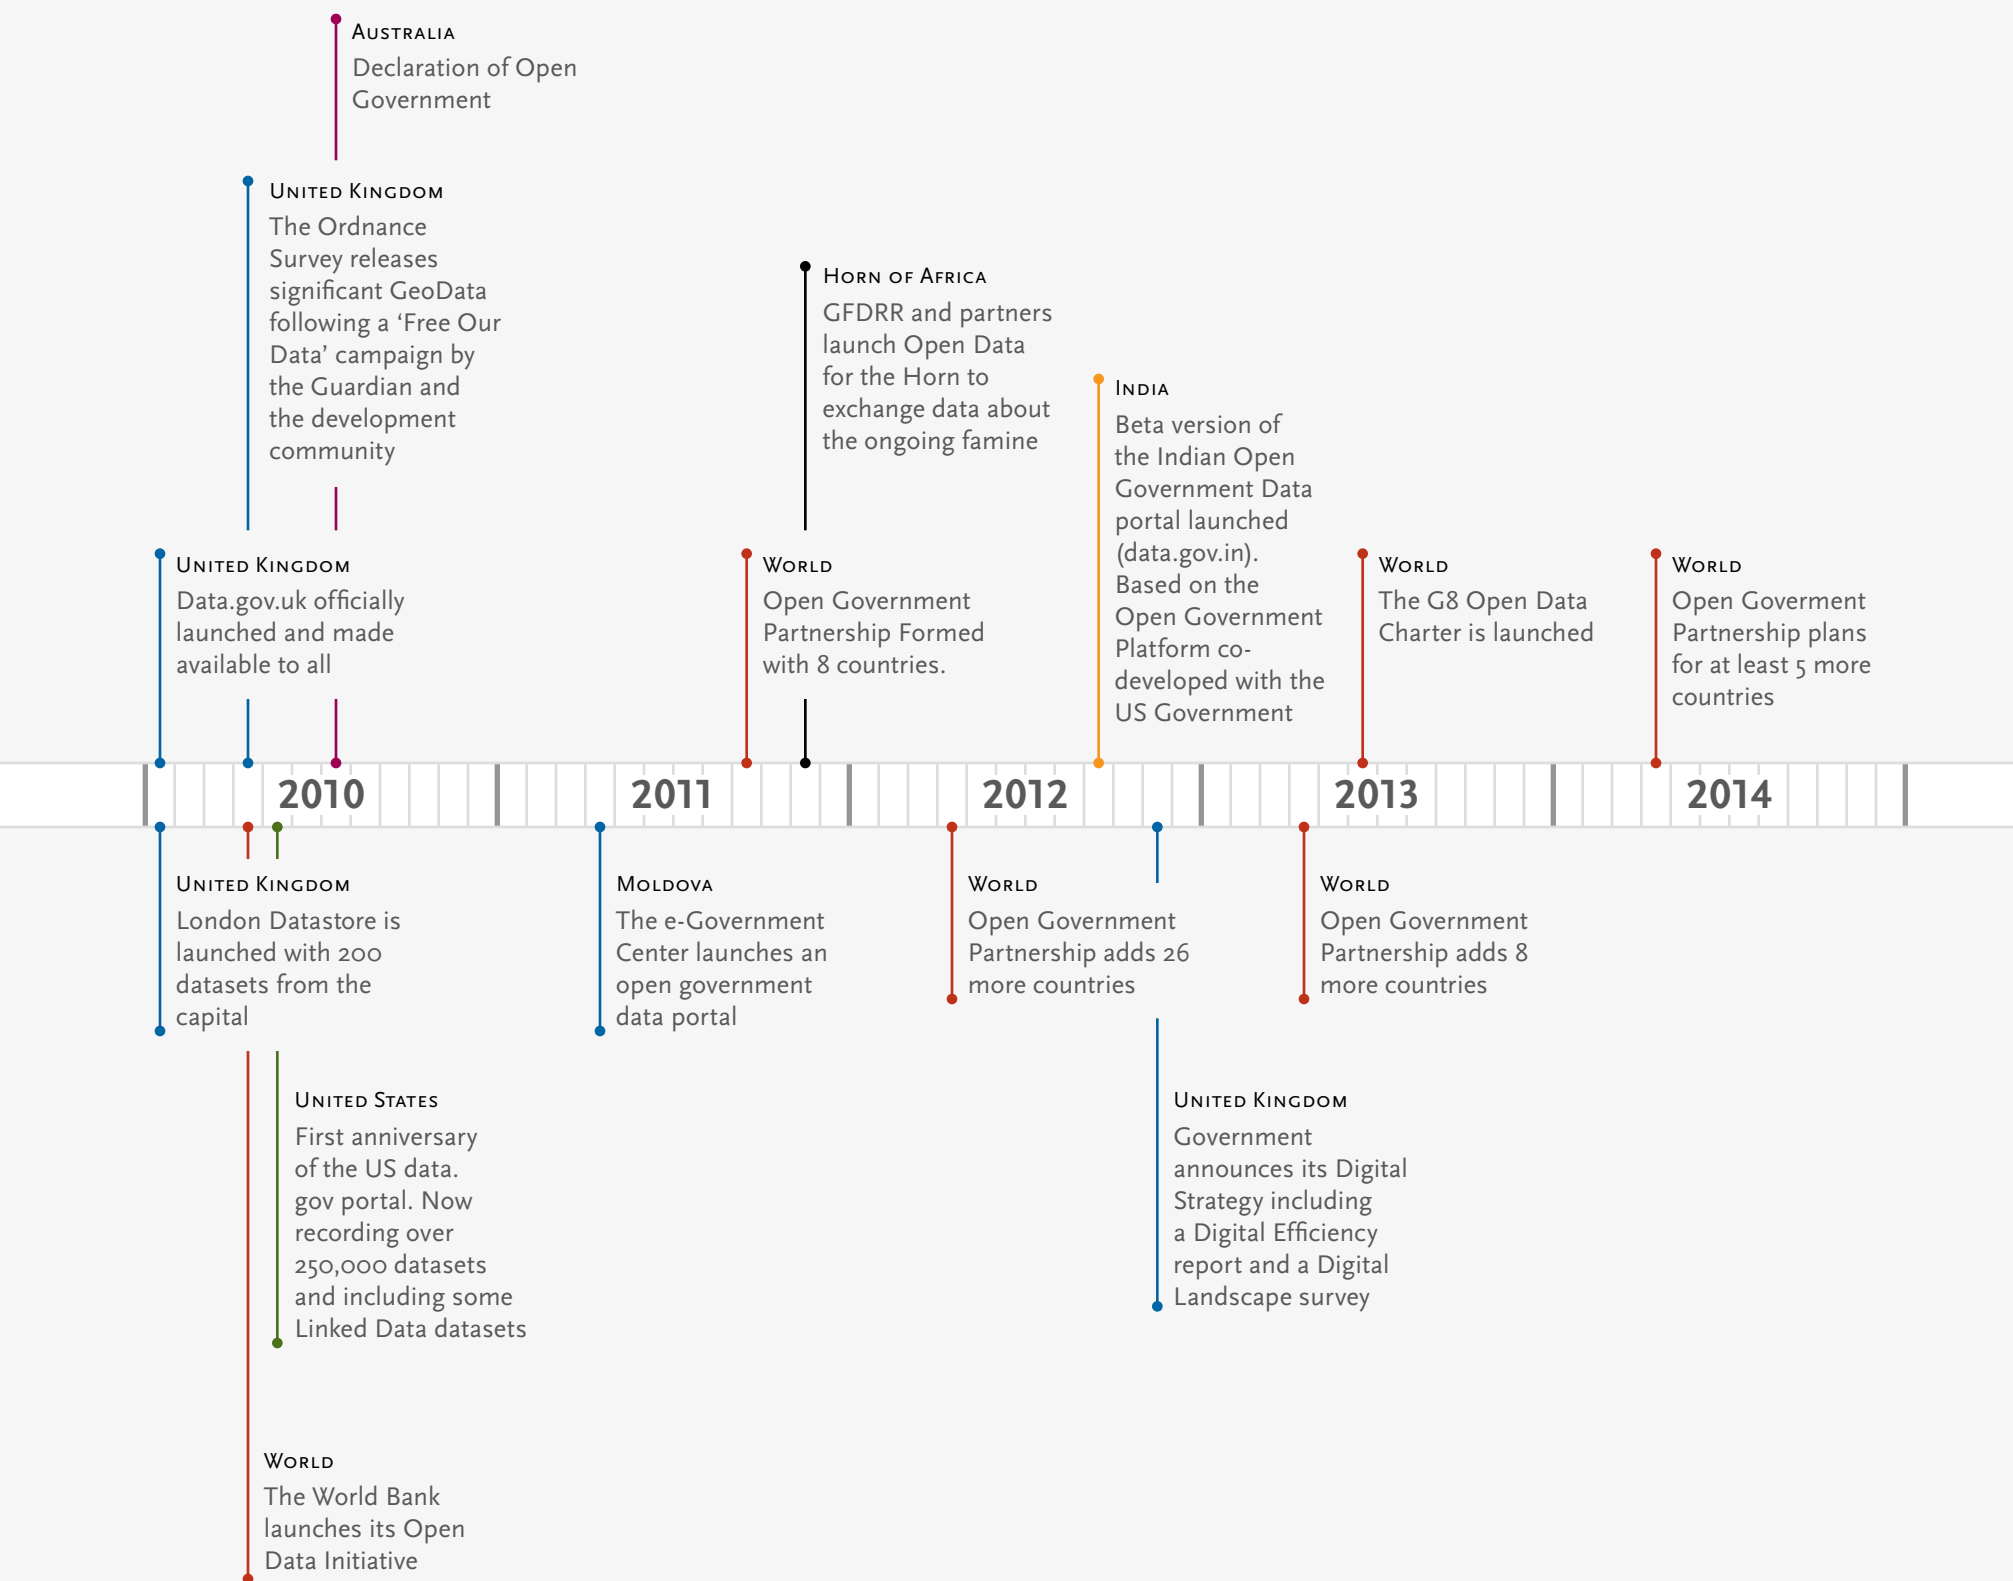 Australia
Declaration of Open
Government
United Kingdom
The Ordnance
Survey releases
significant GeoData
following a ‘Free Our
Data’ campaign by
the Guardian and
the development
community
Horn of Africa
GFDRR and partners
launch Open Data
for the Horn to
exchange data about
the ongoing famine
India
Beta version of
the Indian Open
Government Data
portal launched
(data.gov.in).
Based on the
Open Government
Platform co-
developed with the
US Government
United Kingdom
Data.gov.uk officially
launched and made
available to all
World
Open Government
Partnership Formed
with 8 countries.
World
The G8 Open Data
Charter is launched
World
Open Goverment
Partnership plans
for at least 5 more
countries
2010
2011
2012
2013
2014
United Kingdom
London Datastore is
launched with 200
datasets from the
capital
Moldova
The e-Government
Center launches an
open government
data portal
World
Open Government
Partnership adds 26
more countries
World
Open Government
Partnership adds 8
more countries
United States
First anniversary
of the US data.
gov portal. Now
recording over
250,000 datasets
and including some
Linked Data datasets
United Kingdom
Government
announces its Digital
Strategy including
a Digital Efficiency
report and a Digital
Landscape survey
World
The World Bank
launches its Open
Data Initiative